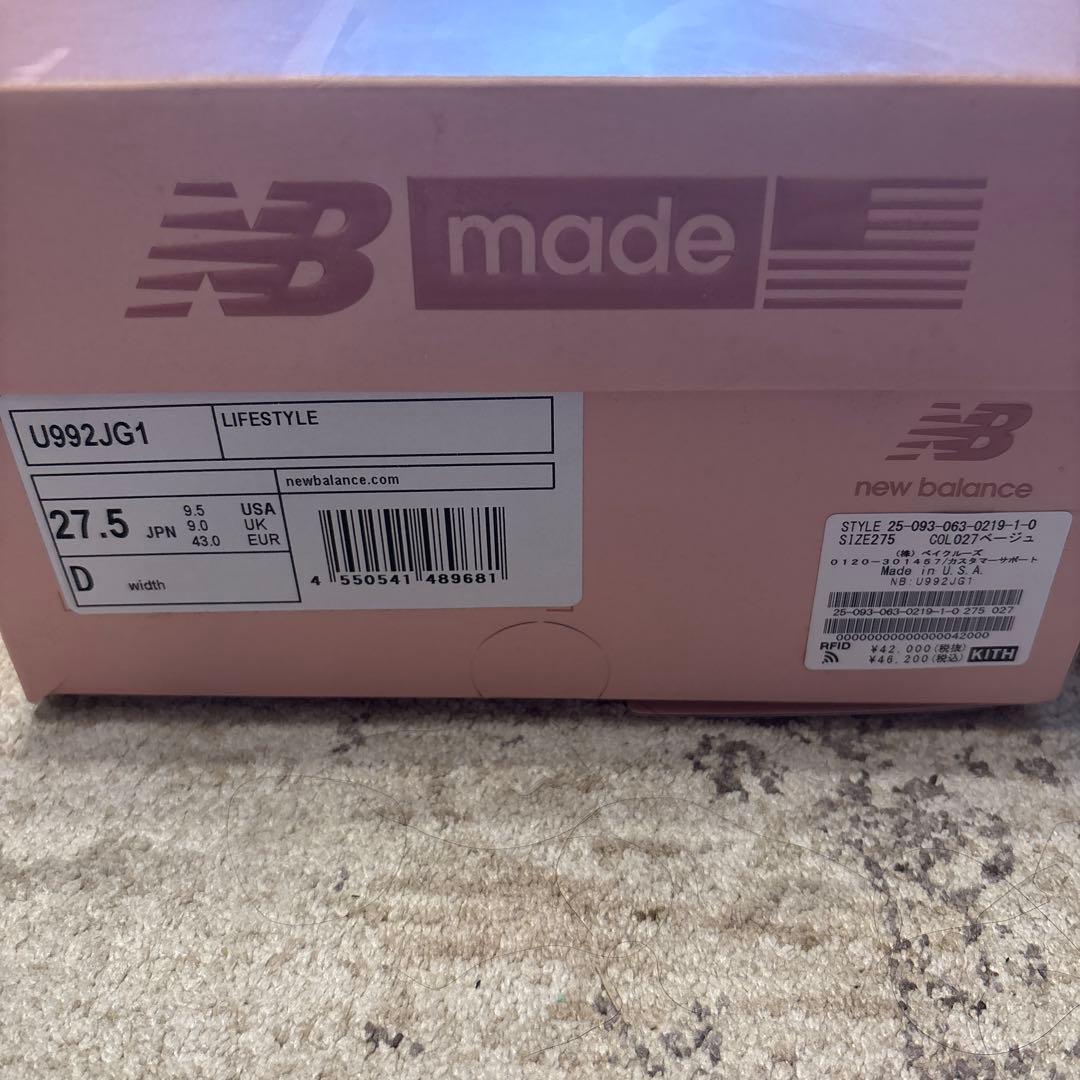 NB made
U993JG1
LIFESTYLE
newbalance.com
27.5 JPN
9.5 USA
9.0 UK
43.0 EUR
D width
4 550541 489681
NB
new balance
STYLE 25-093-063-0219-1-0
SIZE275 COL027ベージュ
(株) ベイクルーズ
0120-301457/カスタマーサポート
Made in U.S.A.
NB:U992JG1
25-093-063-0219-1-0 275 027
00000000000000042000
RFID
¥42,000(税抜)
¥46,200(税込)
KITH